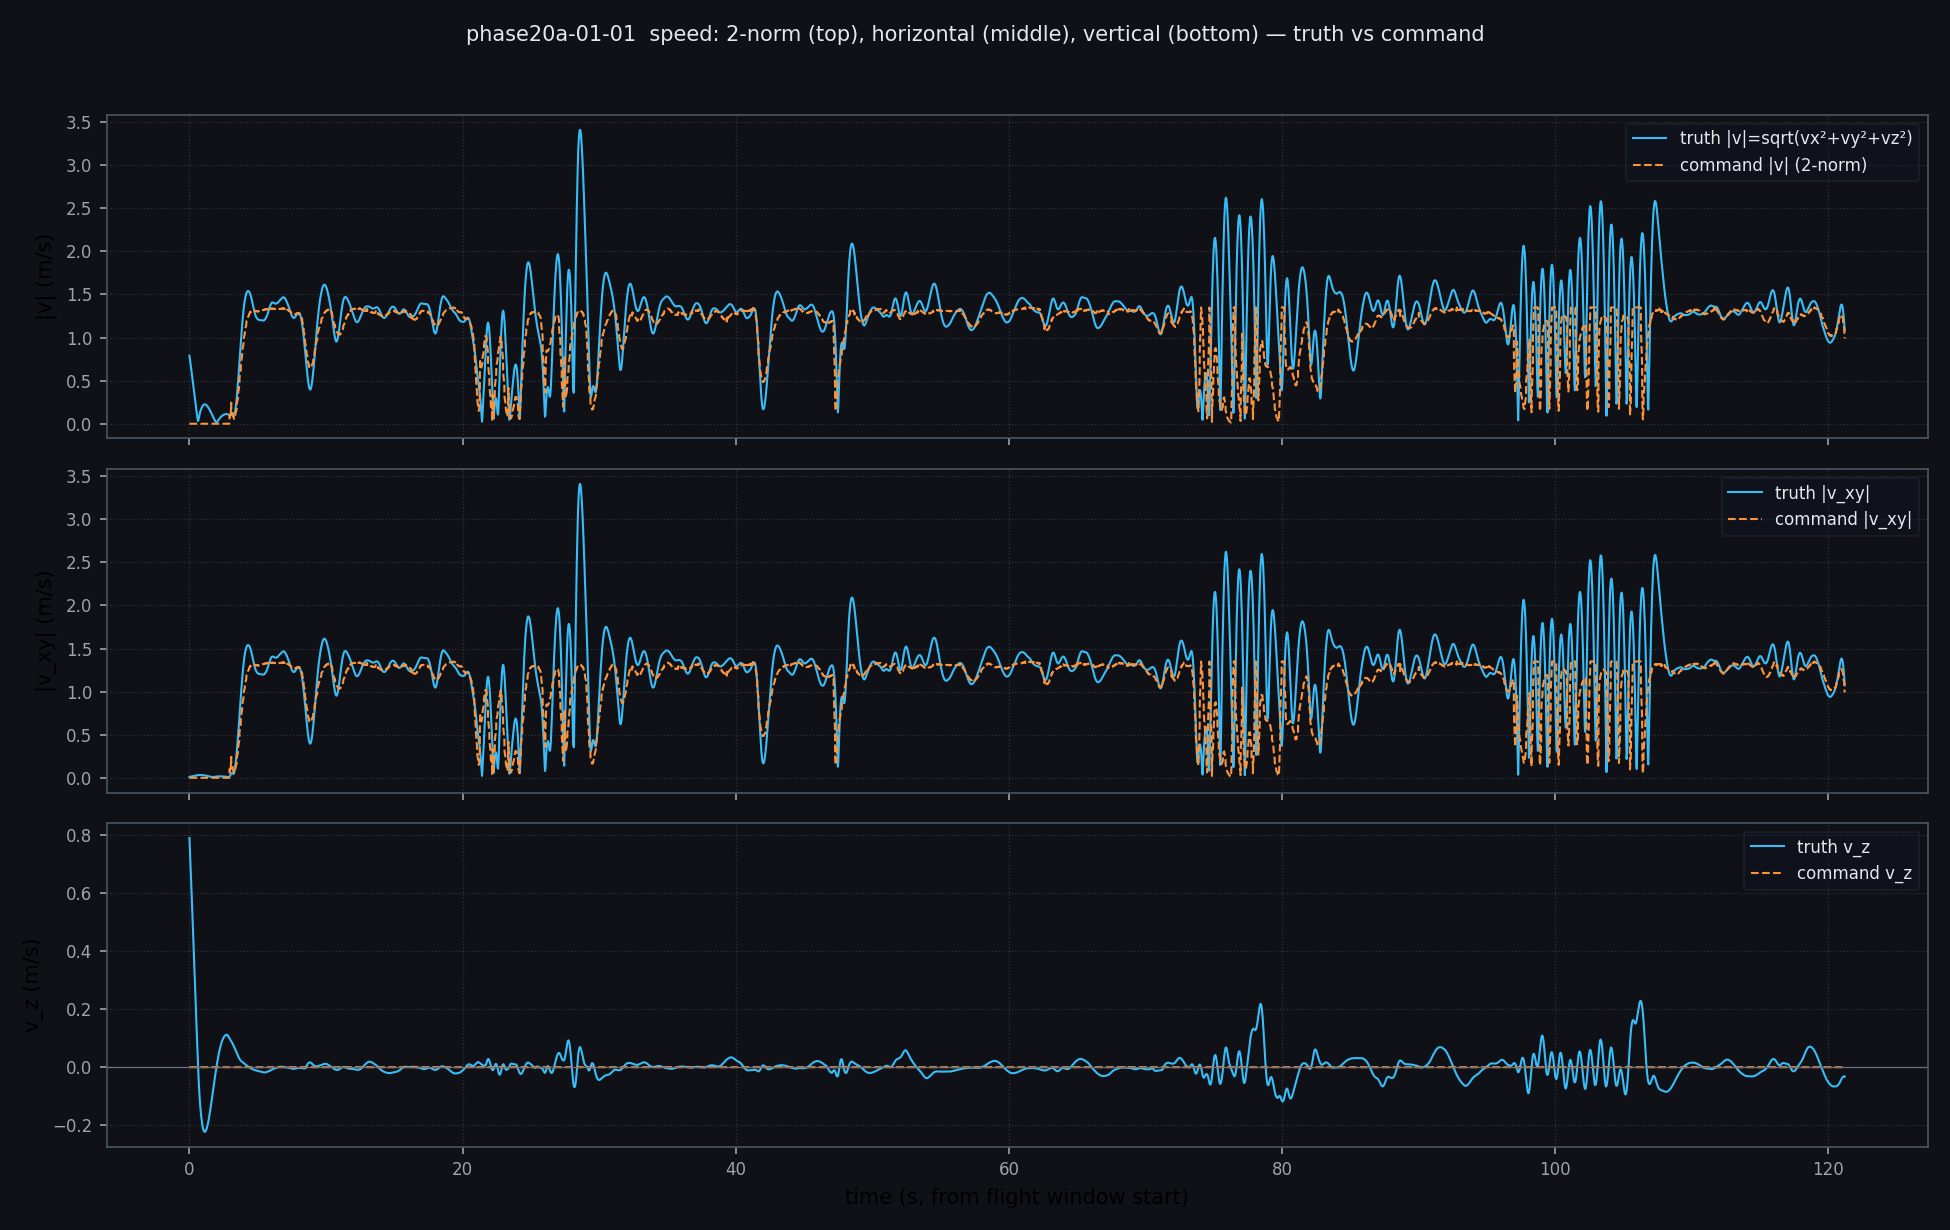 phase20a-01-01  speed: 2-norm (top), horizontal (middle), vertical (bottom) — truth vs command
|v| (m/s)
3.5
3.0
2.5
2.0
1.5
1.0
0.5
0.0
truth |v|=sqrt(vx²+vy²+vz²)
command |v| (2-norm)
|v_xy| (m/s)
3.5
3.0
2.5
2.0
1.5
1.0
0.5
0.0
truth |v_xy|
command |v_xy|
v_z (m/s)
0.8
0.6
0.4
0.2
0.0
−0.2
truth v_z
command v_z
0 20 40 60 80 100 120
time (s, from flight window start)